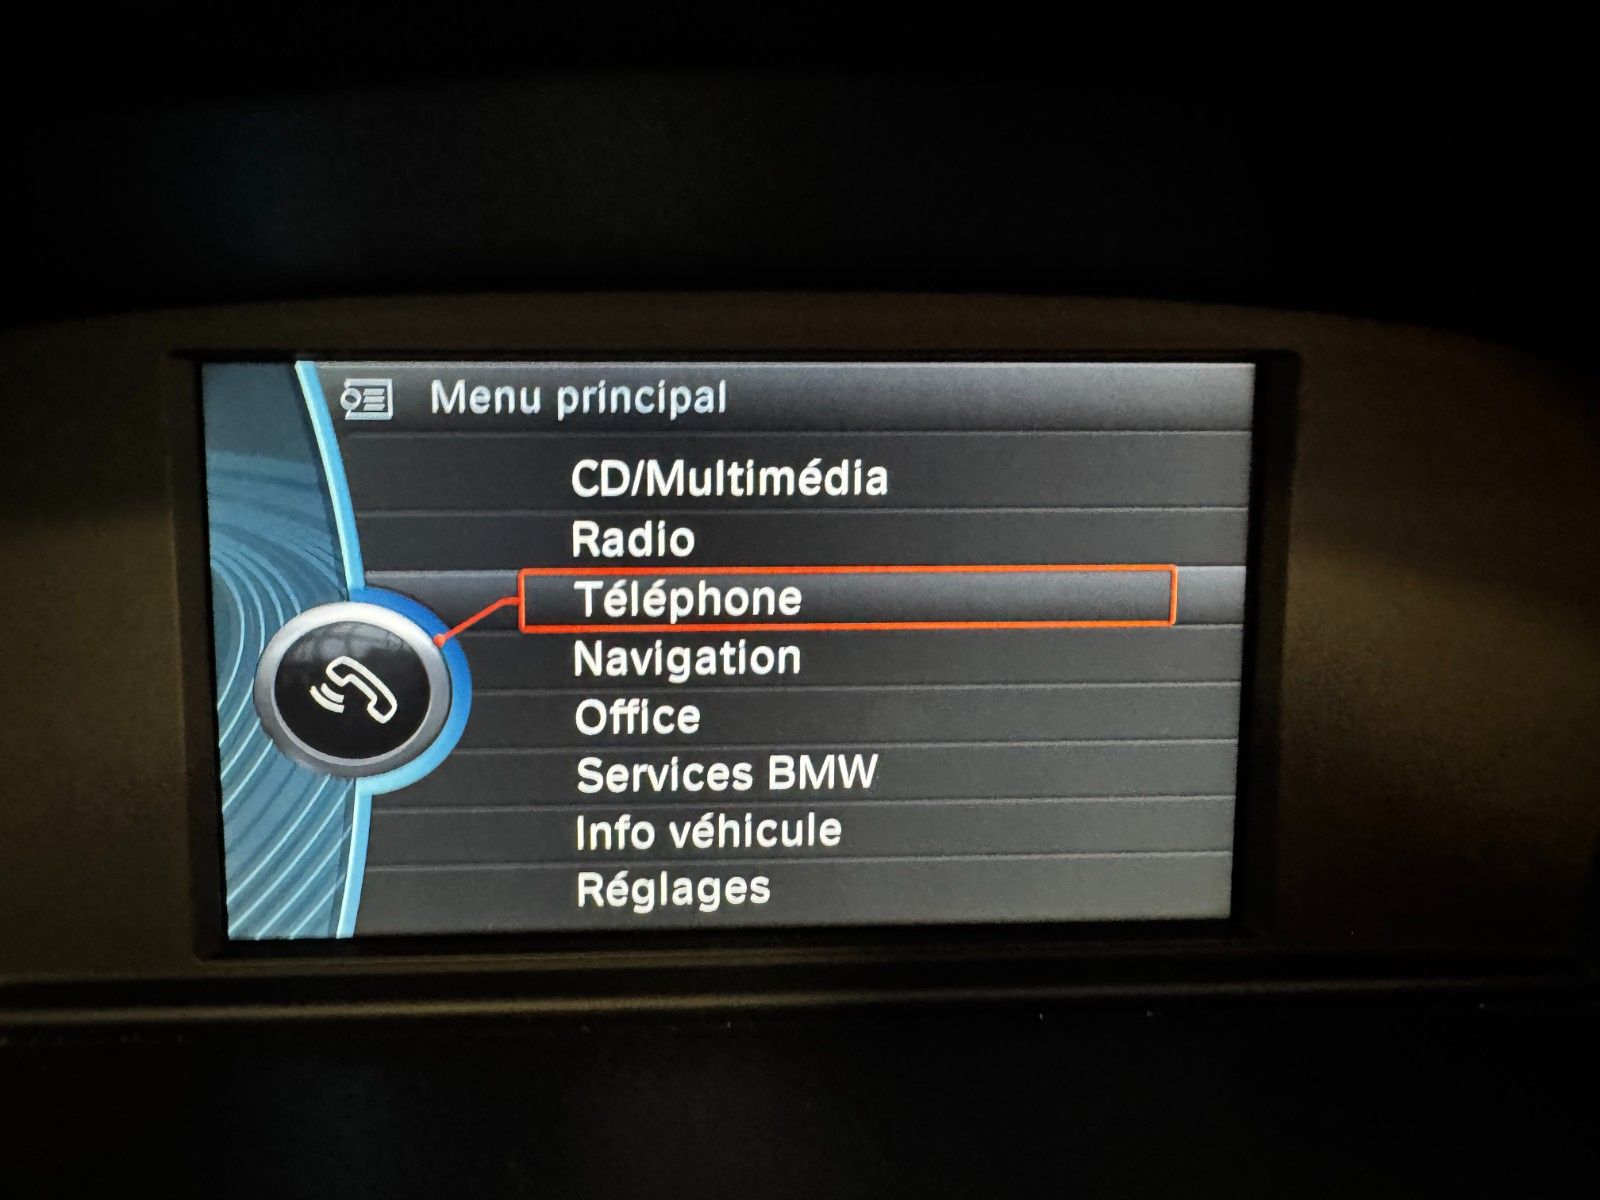 Menu principal
CD/Multimédia
Radio
Téléphone
Navigation
Office
Services BMW
Info véhicule
Réglages